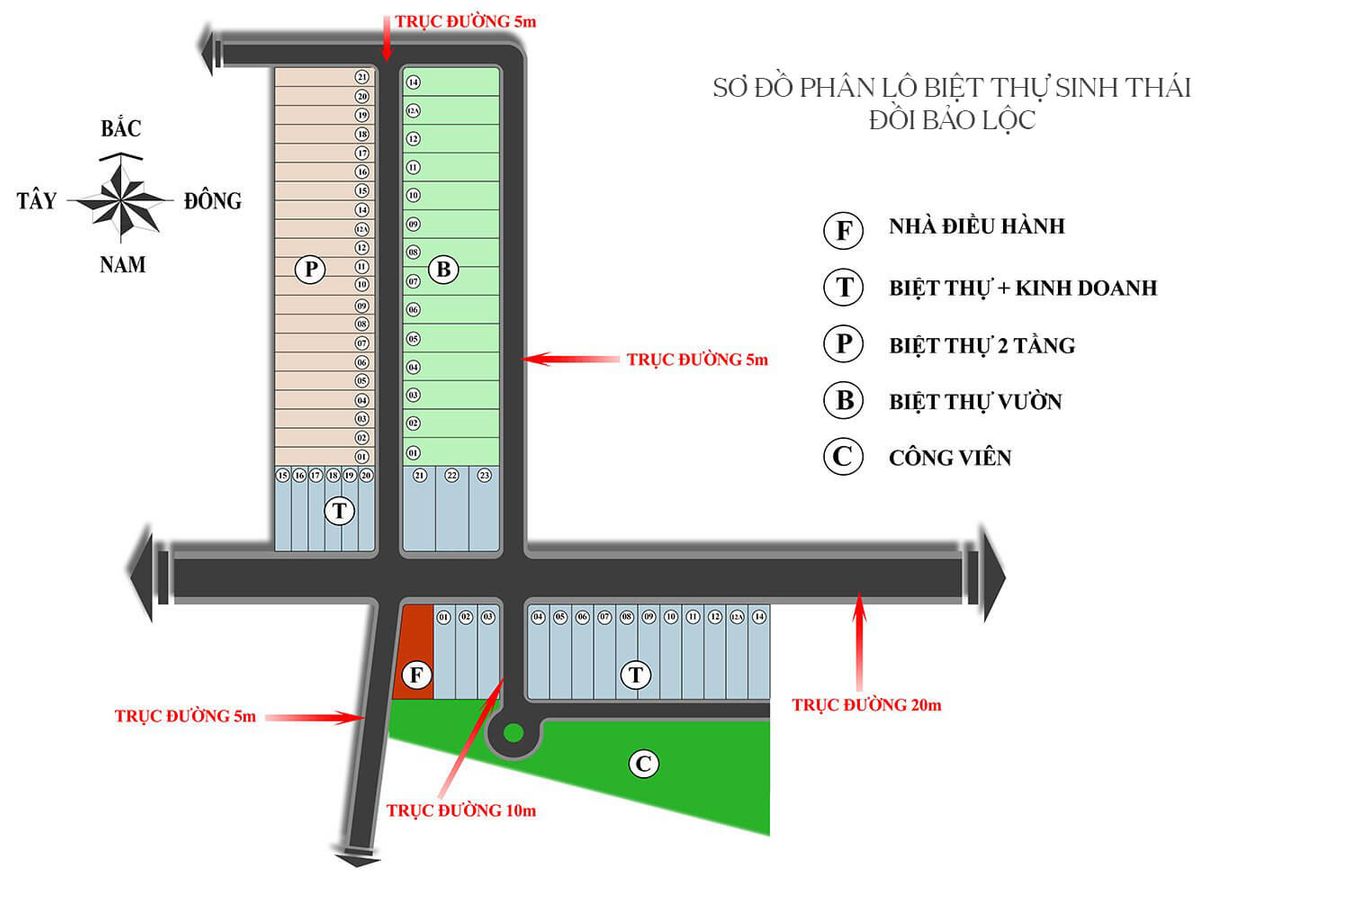 TRỤC ĐƯỜNG 5m
SƠ ĐỒ PHÂN LÔ BIỆT THỰ SINH THÁI
ĐỒI BẢO LỘC
BẮC
TÂY
ĐÔNG
NAM
21
20
19
18
17
16
15
14
12A
12
11
10
09
08
07
06
05
04
03
02
01
P
14
12A
12
11
10
09
08
07
06
05
04
03
02
01
B
F NHÀ ĐIỀU HÀNH
T BIỆT THỰ + KINH DOANH
P BIỆT THỰ 2 TẦNG
B BIỆT THỰ VƯỜN
C CÔNG VIÊN
TRỤC ĐƯỜNG 5m
15 16 17 18 19 20
T
21 22 23
01 02 03
F
04 05 06 07 08 09 10 11 12 12A 14
T
TRỤC ĐƯỜNG 20m
TRỤC ĐƯỜNG 5m
C
TRỤC ĐƯỜNG 10m